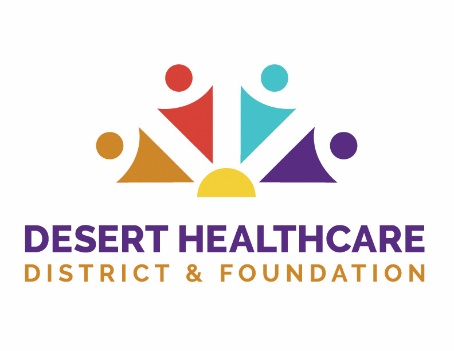 DESERT HEALTHCARE
DISTRICT & FOUNDATION